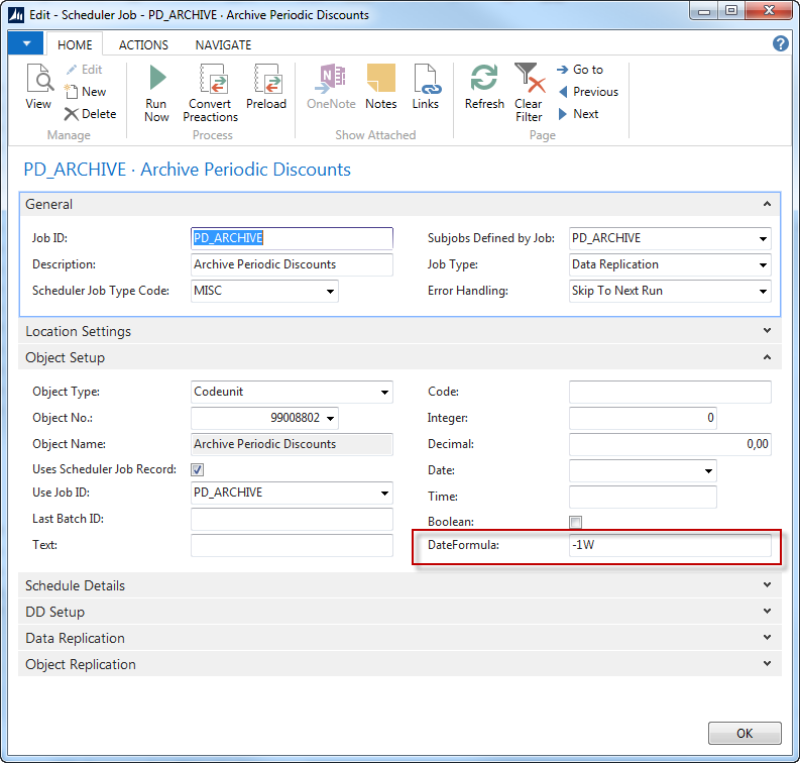 Edit - Scheduler Job - PD_ARCHIVE · Archive Periodic Discounts
HOME ACTIONS NAVIGATE
View
Edit
New
Delete
Manage
Run Now
Convert Preactions
Preload
Process
OneNote
Notes
Links
Show Attached
Refresh
Clear Filter
Go to
Previous
Next
Page
PD_ARCHIVE · Archive Periodic Discounts
General
Job ID: PD_ARCHIVE
Description: Archive Periodic Discounts
Scheduler Job Type Code: MISC
Subjobs Defined by Job: PD_ARCHIVE
Job Type: Data Replication
Error Handling: Skip To Next Run
Location Settings
Object Setup
Object Type: Codeunit
Object No.: 99008802
Object Name: Archive Periodic Discounts
Uses Scheduler Job Record:
Use Job ID: PD_ARCHIVE
Last Batch ID:
Text:
Code:
Integer: 0
Decimal: 0,00
Date:
Time:
Boolean:
DateFormula: -1W
Schedule Details
DD Setup
Data Replication
Object Replication
OK